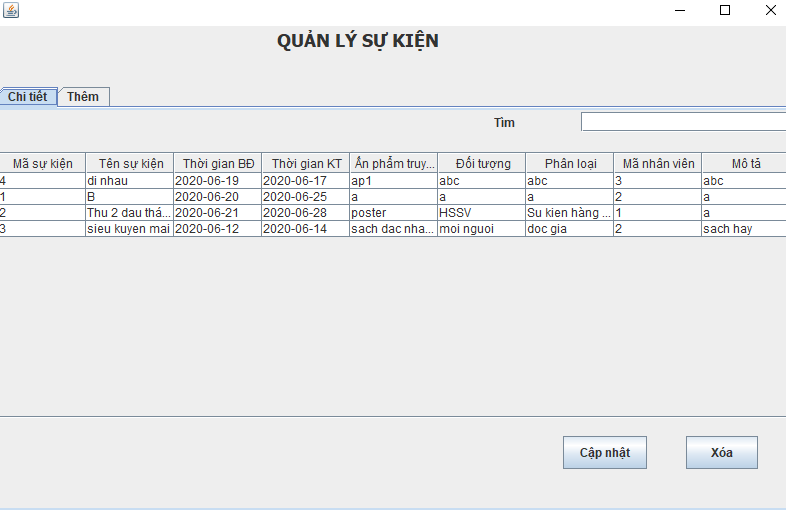 QUẢN LÝ SỰ KIỆN
Chi tiết Thêm
Tìm
Mã sự kiện Tên sự kiện Thời gian BĐ Thời gian KT Ấn phẩm truy... Đối tượng Phân loại Mã nhân viên Mô tả
4 di nhau 2020-06-19 2020-06-17 ap1 abc abc 3 abc
1 B 2020-06-20 2020-06-25 a a a 2 a
2 Thu 2 dau thá... 2020-06-21 2020-06-28 poster HSSV Su kien hàng ... 1 a
3 sieu kuyen mai 2020-06-12 2020-06-14 sach dac nha... moi nguoi doc gia 2 sach hay
Cập nhật Xóa